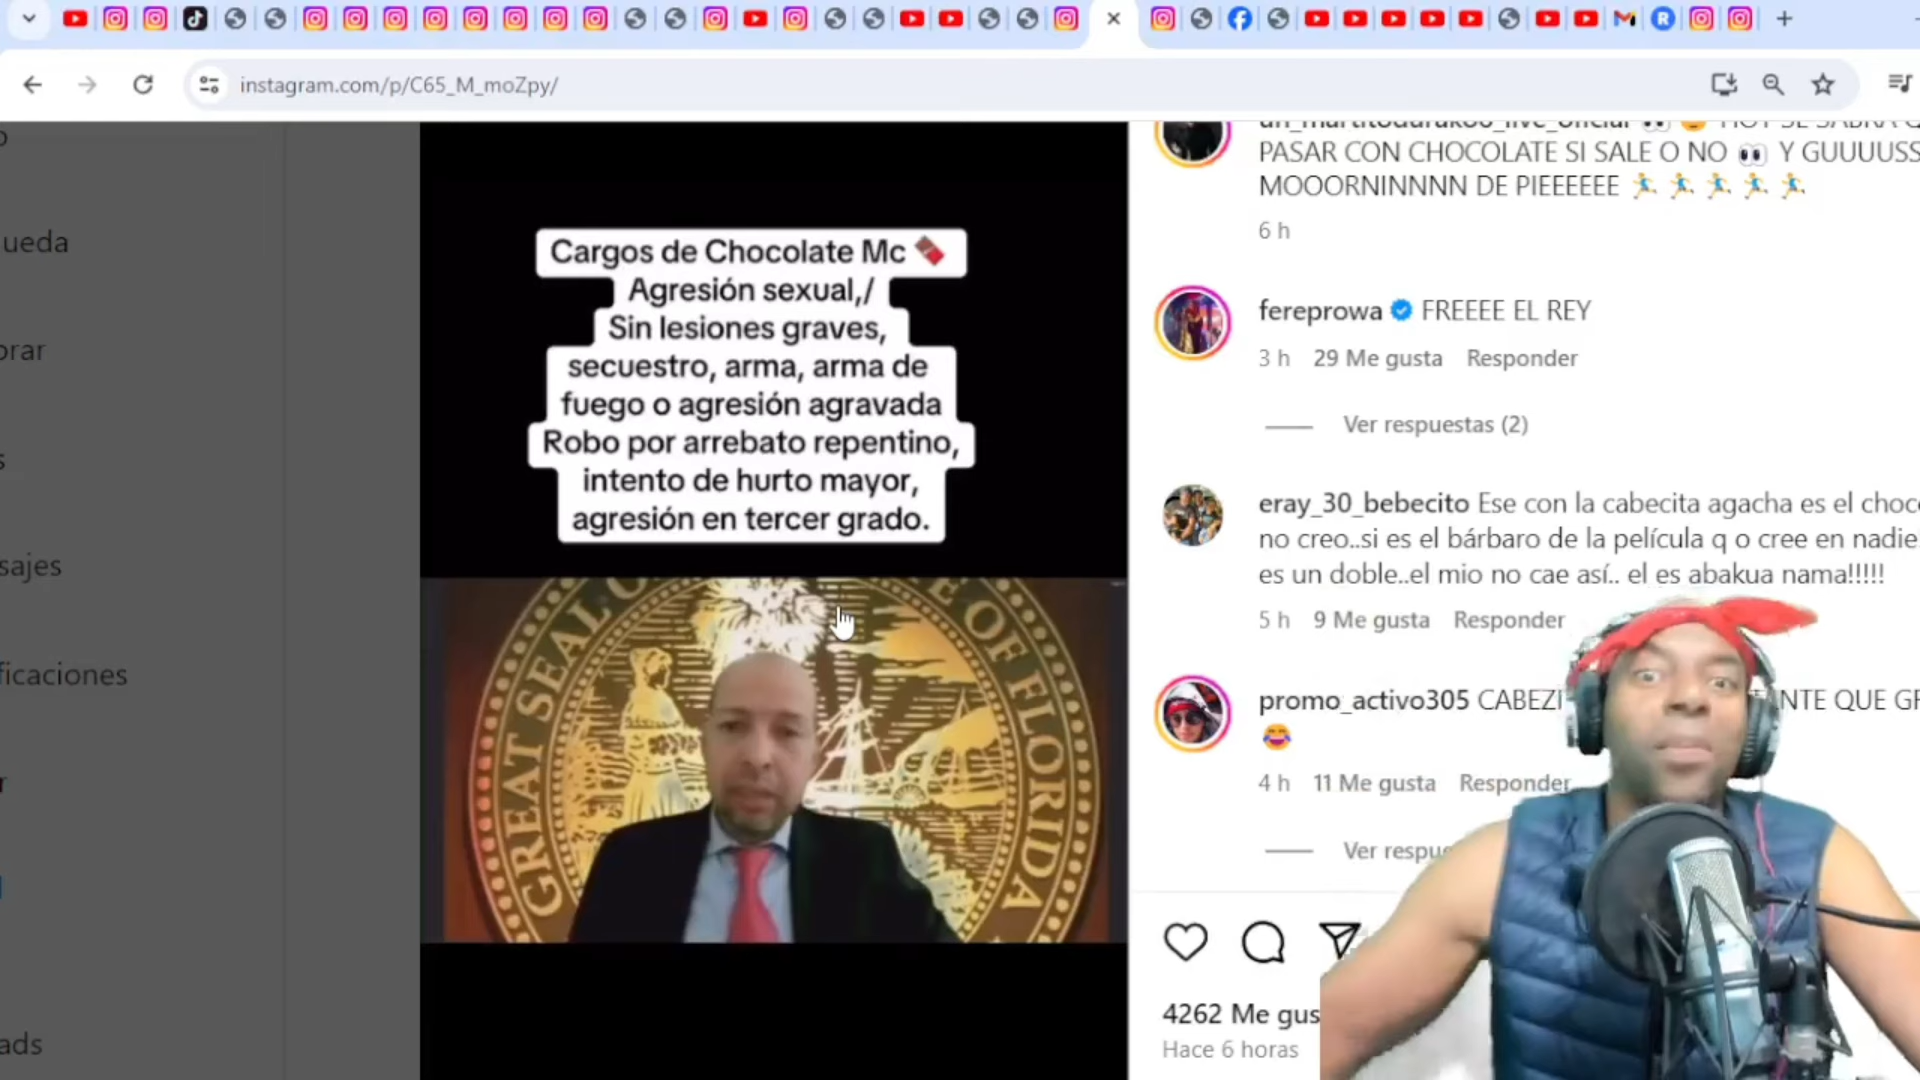 instagram.com/p/C65_M_moZpy/
ueda
orar
s
sajes
ficaciones
r
ads
Cargos de Chocolate Mc 🍫
Agresión sexual,/
Sin lesiones graves,
secuestro, arma, arma de
fuego o agresión agravada
Robo por arrebato repentino,
intento de hurto mayor,
agresión en tercer grado.
GREAT SEAL OF FLORIDA
PASAR CON CHOCOLATE SI SALE O NO 👀 Y GUUUUSS
MOOORNINNNN DE PIEEEEEE 🏃🏃🏃🏃🏃
6 h
fereprowa FREEEE EL REY
3 h 29 Me gusta Responder
Ver respuestas (2)
eray_30_bebecito Ese con la cabecita agacha es el choc
no creo..si es el bárbaro de la película q o cree en nadie
es un doble..el mio no cae así.. el es abakua nama!!!!!
5 h 9 Me gusta Responder
promo_activo305 CABEZI NTE QUE GR
😂
4 h 11 Me gusta Responder
Ver respue
4262 Me gus
Hace 6 horas